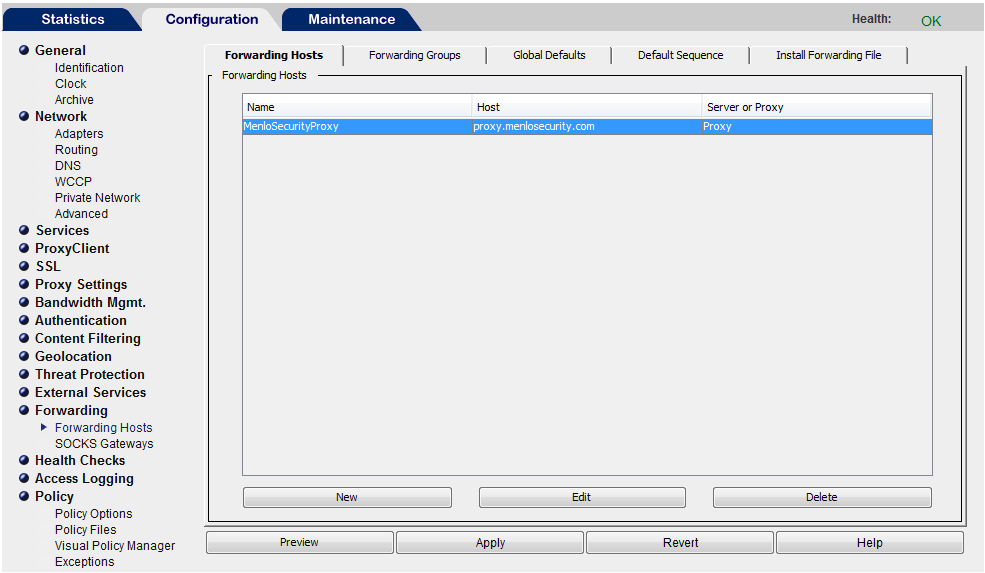 Statistics Configuration Maintenance Health: OK
General
Identification
Clock
Archive
Network
Adapters
Routing
DNS
WCCP
Private Network
Advanced
Services
ProxyClient
SSL
Proxy Settings
Bandwidth Mgmt.
Authentication
Content Filtering
Geolocation
Threat Protection
External Services
Forwarding
Forwarding Hosts
SOCKS Gateways
Health Checks
Access Logging
Policy
Policy Options
Policy Files
Visual Policy Manager
Exceptions
Forwarding Hosts Forwarding Groups Global Defaults Default Sequence Install Forwarding File
Forwarding Hosts
Name Host Server or Proxy
MenloSecurityProxy proxy.menlosecurity.com Proxy
New Edit Delete
Preview Apply Revert Help